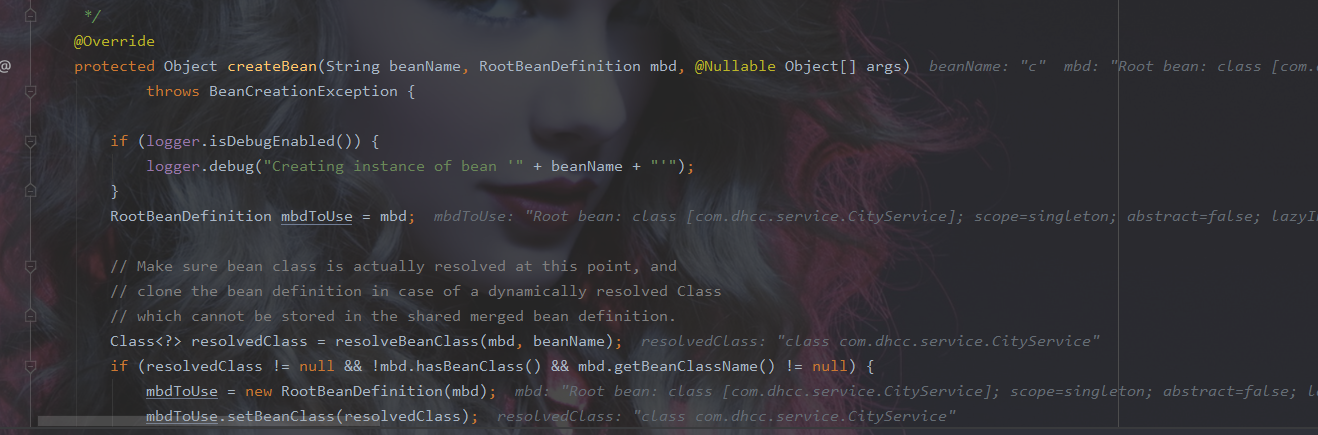 */
@Override
@ protected Object createBean(String beanName, RootBeanDefinition mbd, @Nullable Object[] args) beanName: "c" mbd: "Root bean: class [com.
throws BeanCreationException {
if (logger.isDebugEnabled()) {
logger.debug("Creating instance of bean '" + beanName + "'");
}
RootBeanDefinition mbdToUse = mbd; mbdToUse: "Root bean: class [com.dhcc.service.CityService]; scope=singleton; abstract=false;
// Make sure bean class is actually resolved at this point, and
// clone the bean definition in case of a dynamically resolved Class
// which cannot be stored in the shared merged bean definition.
Class<?> resolvedClass = resolveBeanClass(mbd, beanName); resolvedClass: "class com.dhcc.service.CityService"
if (resolvedClass != null && !mbd.hasBeanClass() && mbd.getBeanClassName() != null) {
mbdToUse = new RootBeanDefinition(mbd); mbd: "Root bean: class [com.dhcc.service.CityService]; scope=singleton; abstract=false;
mbdToUse.setBeanClass(resolvedClass); resolvedClass: "class com.dhcc.service.CityService"